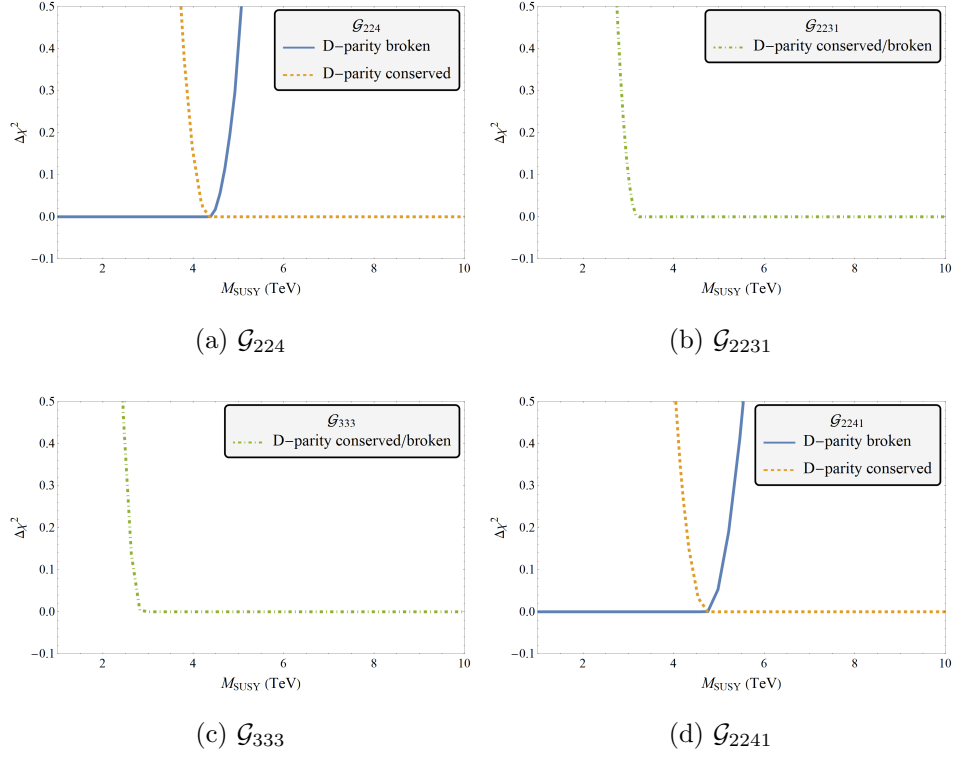 0.5
0.4
0.3
0.2
0.1
0.0
−0.1
Δχ²
𝒢224
D−parity broken
D−parity conserved
2 4 6 8 10
M_SUSY (TeV)
(a) 𝒢224
0.5
0.4
0.3
0.2
0.1
0.0
−0.1
Δχ²
𝒢2231
D−parity conserved/broken
2 4 6 8 10
M_SUSY (TeV)
(b) 𝒢2231
0.5
0.4
0.3
0.2
0.1
0.0
−0.1
Δχ²
𝒢333
D−parity conserved/broken
2 4 6 8 10
M_SUSY (TeV)
(c) 𝒢333
0.5
0.4
0.3
0.2
0.1
0.0
−0.1
Δχ²
𝒢2241
D−parity broken
D−parity conserved
2 4 6 8 10
M_SUSY (TeV)
(d) 𝒢2241